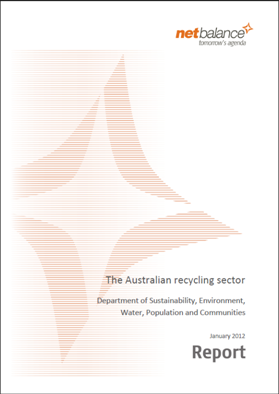 netbalance
tomorrow's agenda
The Australian recycling sector
Department of Sustainability, Environment,
Water, Population and Communities
January 2012
Report